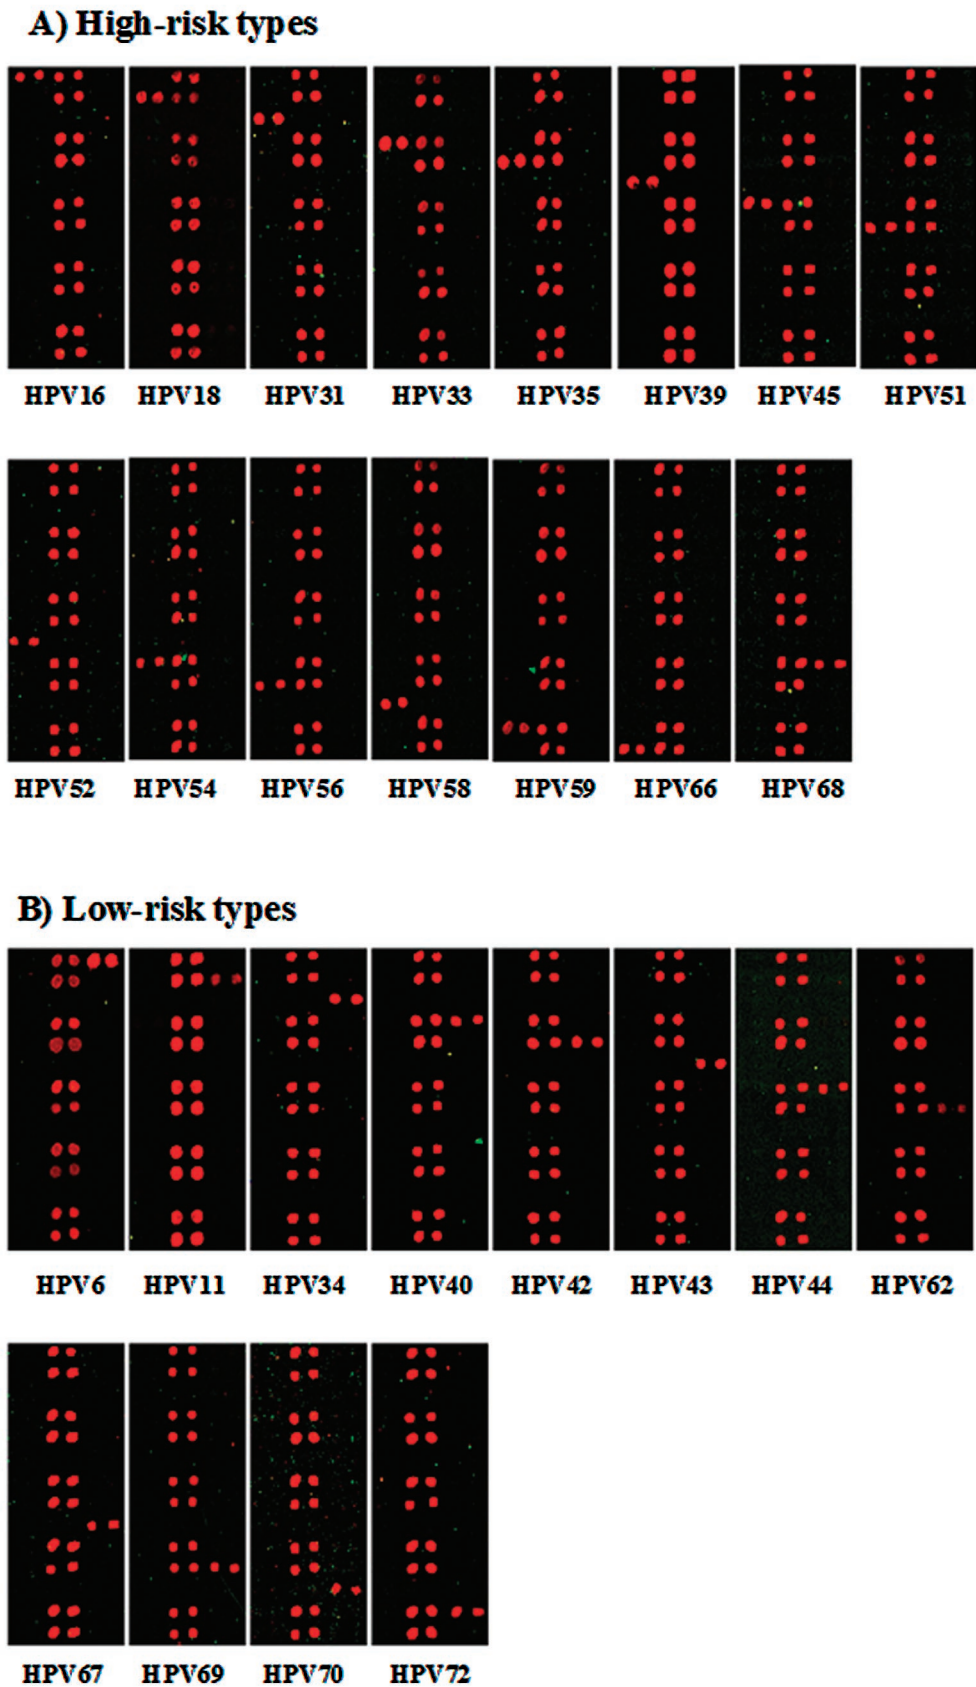 A) High-risk types
HPV16 HPV18 HPV31 HPV33 HPV35 HPV39 HPV45 HPV51
HPV52 HPV54 HPV56 HPV58 HPV59 HPV66 HPV68
B) Low-risk types
HPV6 HPV11 HPV34 HPV40 HPV42 HPV43 HPV44 HPV62
HPV67 HPV69 HPV70 HPV72